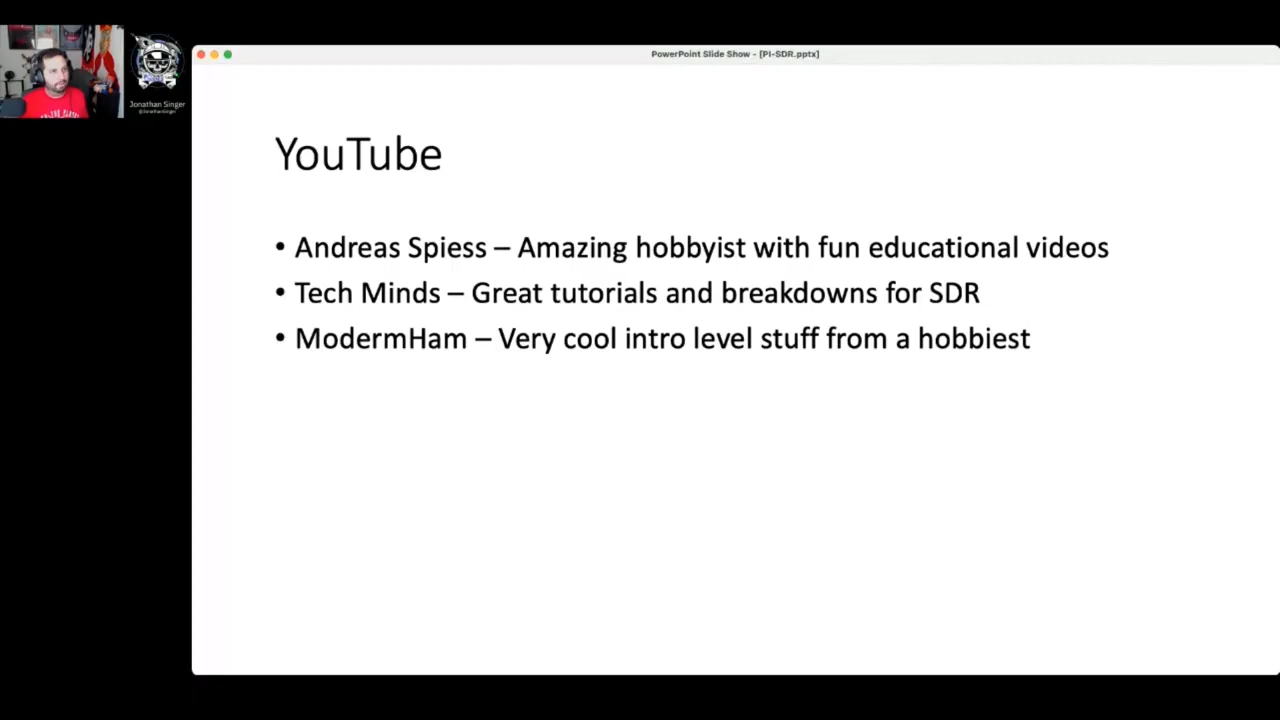 PowerPoint Slide Show - [PI-SDR.pptx]
Jonathan Singer
@JonathanSinger
YouTube
• Andreas Spiess – Amazing hobbyist with fun educational videos
• Tech Minds – Great tutorials and breakdowns for SDR
• ModermHam – Very cool intro level stuff from a hobbiest